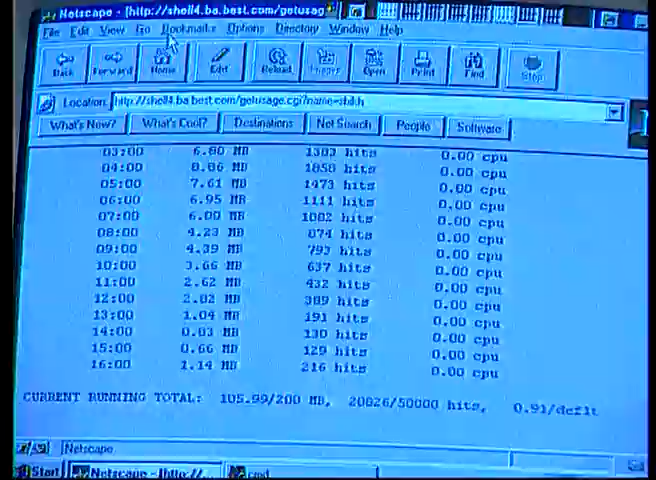 Netscape - [http://shell4.ba.best.com/getusag
File Edit View Go Bookmarks Options Directory Window Help
Back Forward Home Edit Reload Images Open Print Find Stop
Location: http://shell4.ba.best.com/getusage.cgi?name=
What's New? What's Cool? Destinations Net Search People Software
03:00 6.80 MB 1383 hits 0.00 cpu
04:00 8.86 MB 1858 hits 0.00 cpu
05:00 7.61 MB 1473 hits 0.00 cpu
06:00 6.95 MB 1111 hits 0.00 cpu
07:00 6.00 MB 1002 hits 0.00 cpu
08:00 4.23 MB 874 hits 0.00 cpu
09:00 4.39 MB 793 hits 0.00 cpu
10:00 3.66 MB 637 hits 0.00 cpu
11:00 2.62 MB 432 hits 0.00 cpu
12:00 2.02 MB 389 hits 0.00 cpu
13:00 1.04 MB 191 hits 0.00 cpu
14:00 0.83 MB 130 hits 0.00 cpu
15:00 0.66 MB 129 hits 0.00 cpu
16:00 1.14 MB 216 hits 0.00 cpu
CURRENT RUNNING TOTAL: 105.99/200 MB, 20826/50000 hits, 0.91/deflt
Netscape
Start Netscape - [http://... cmd